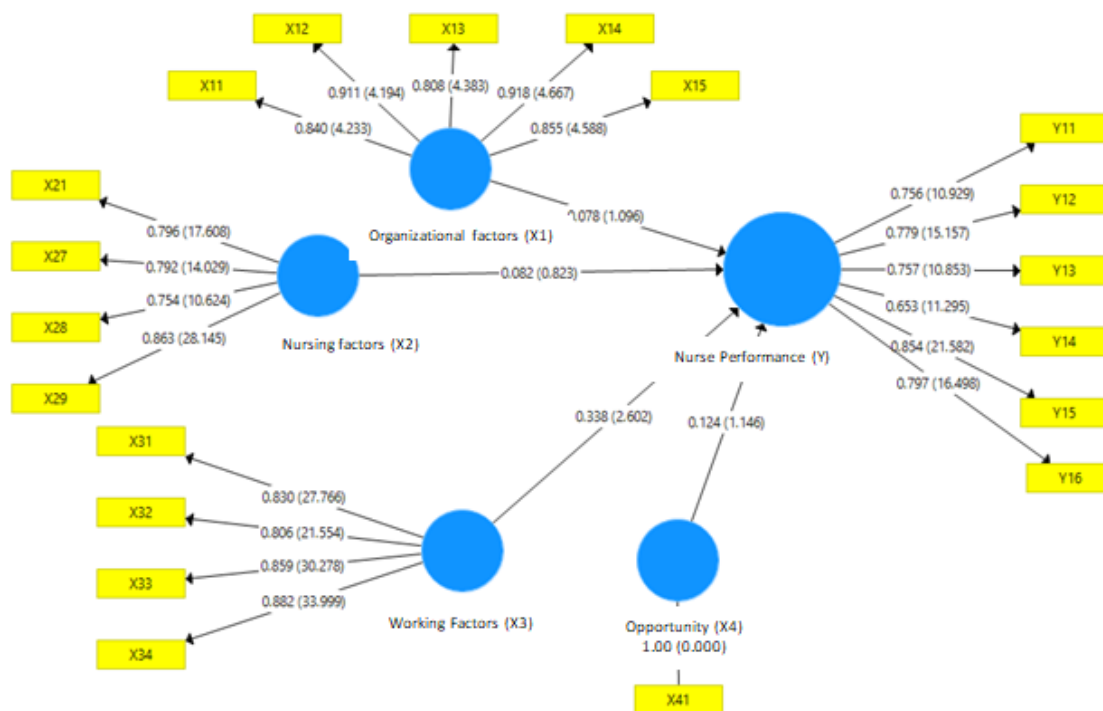 X12
X13
X14
X11
X15
0.911 (4.194)
0.808 (4.383)
0.918 (4.667)
0.840 (4.233)
0.855 (4.588)
Y11
X21
0.756 (10.929)
Y12
0.796 (17.608)
.078 (1.096)
0.779 (15.157)
Organizational factors (X1)
X27
0.792 (14.029)
0.082 (0.823)
0.757 (10.853)
Y13
0.754 (10.624)
0.653 (11.295)
X28
0.863 (28.145)
Nursing factors (X2)
Nurse Performance (Y)
0.854 (21.582)
Y14
0.797 (16.498)
X29
Y15
X31
0.338 (2.602)
0.124 (1.146)
Y16
0.830 (27.766)
X32
0.806 (21.554)
0.859 (30.278)
X33
0.882 (33.999)
Working Factors (X3)
Opportunity (X4)
1.00 (0.000)
X34
X41